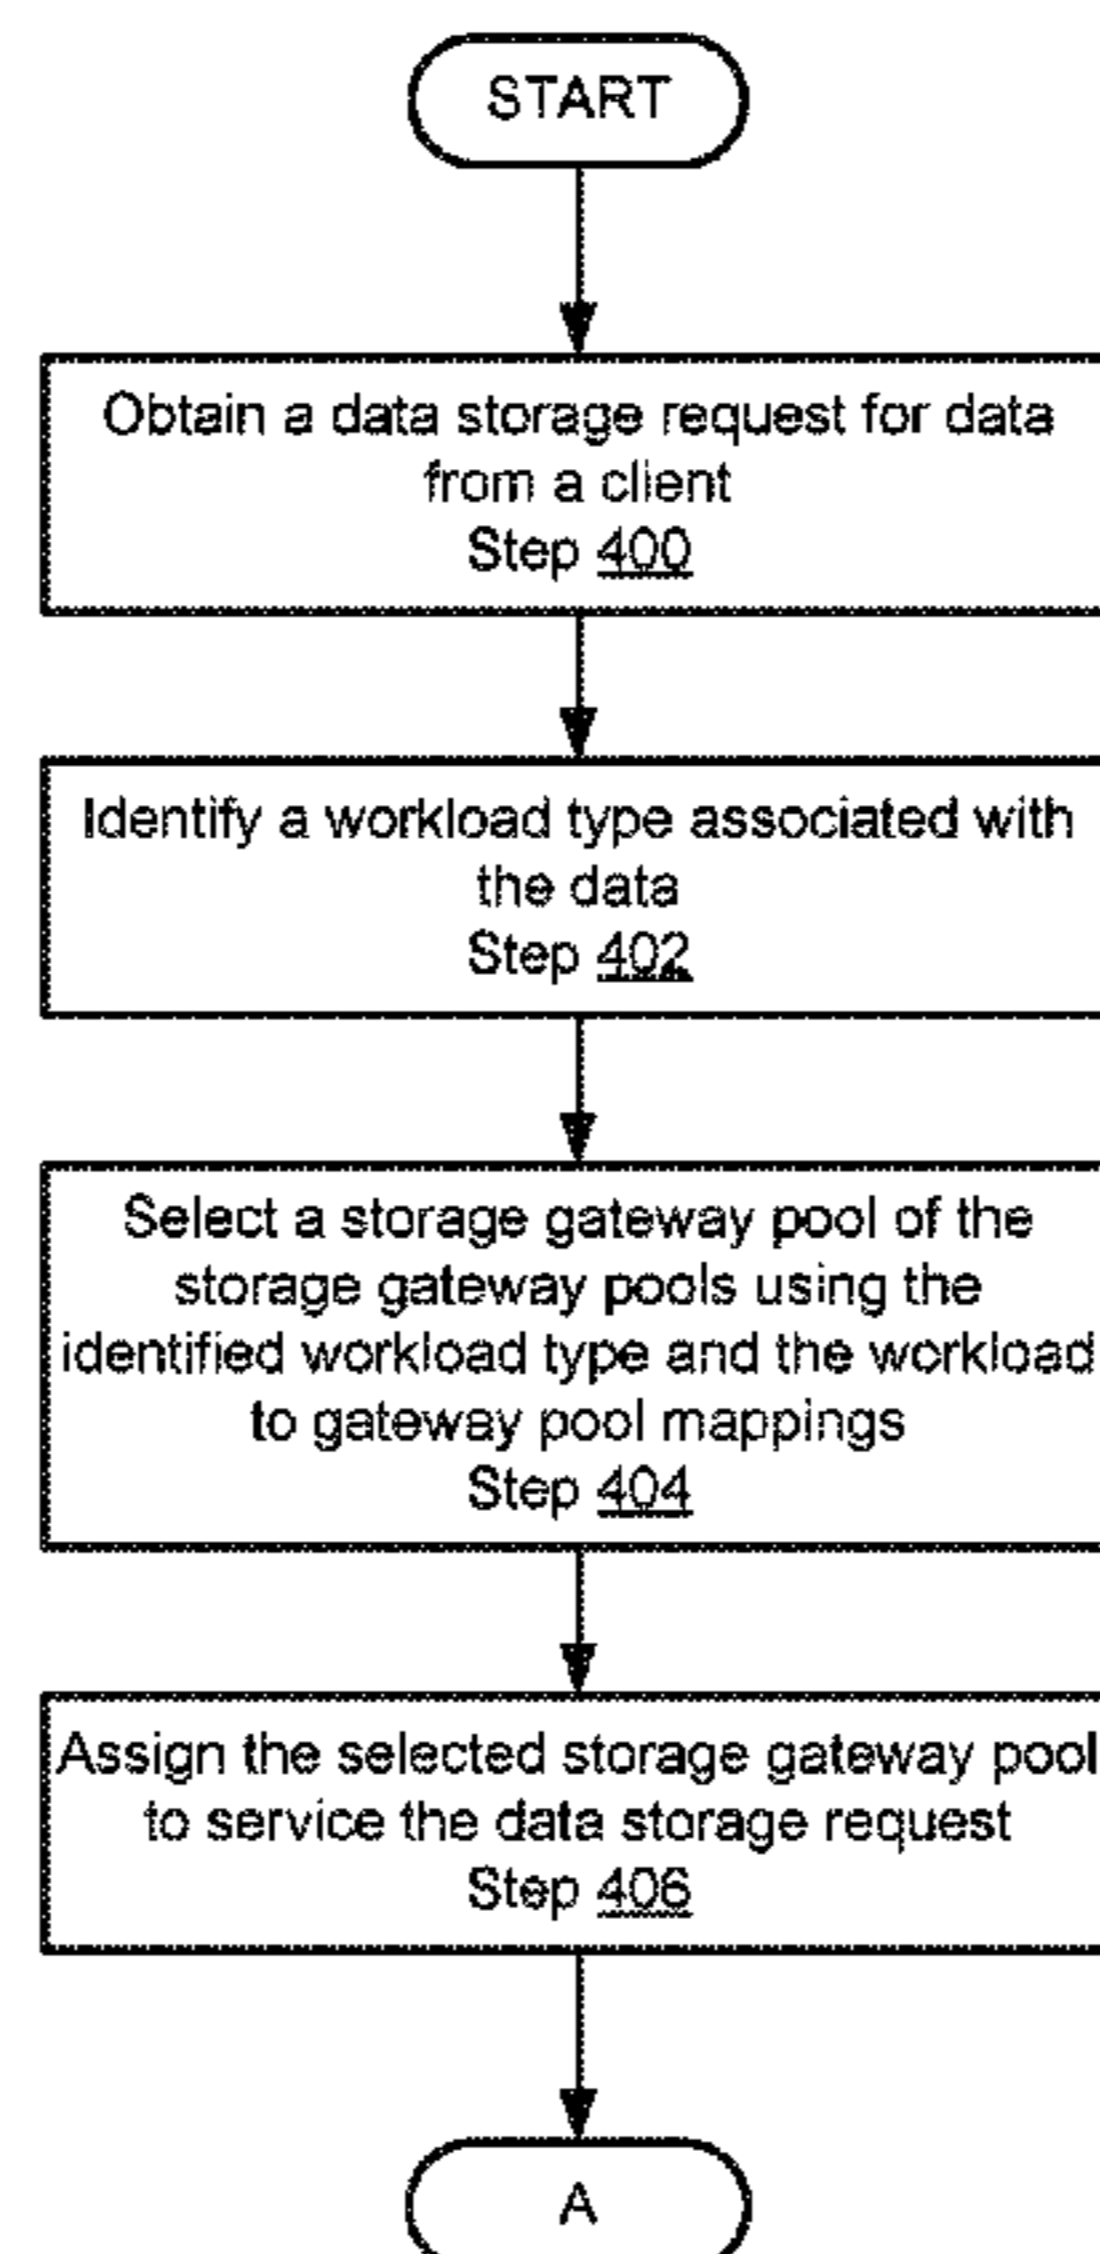 START
Obtain a data storage request for data
from a client
Step 400
Identify a workload type associated with
the data
Step 402
Select a storage gateway pool of the
storage gateway pools using the
identified workload type and the workload
to gateway pool mappings
Step 404
Assign the selected storage gateway pool
to service the data storage request
Step 406
A